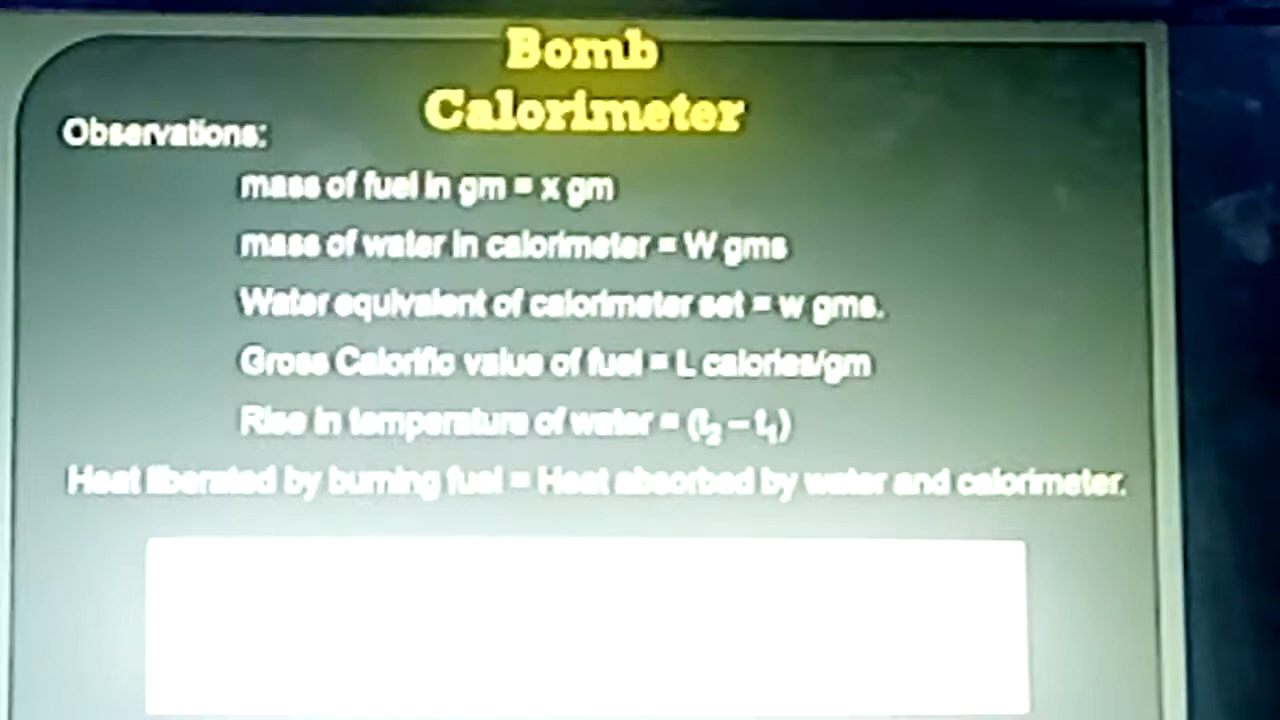 Bomb
Calorimeter
Observations:
mass of fuel in gm = x gm
mass of water in calorimeter = W gms
Water equivalent of calorimeter set = w gms.
Gross Calorific value of fuel = L calories/gm
Rise in temperature of water = (t₂ – t₁)
Heat liberated by burning fuel = Heat absorbed by water and calorimeter.